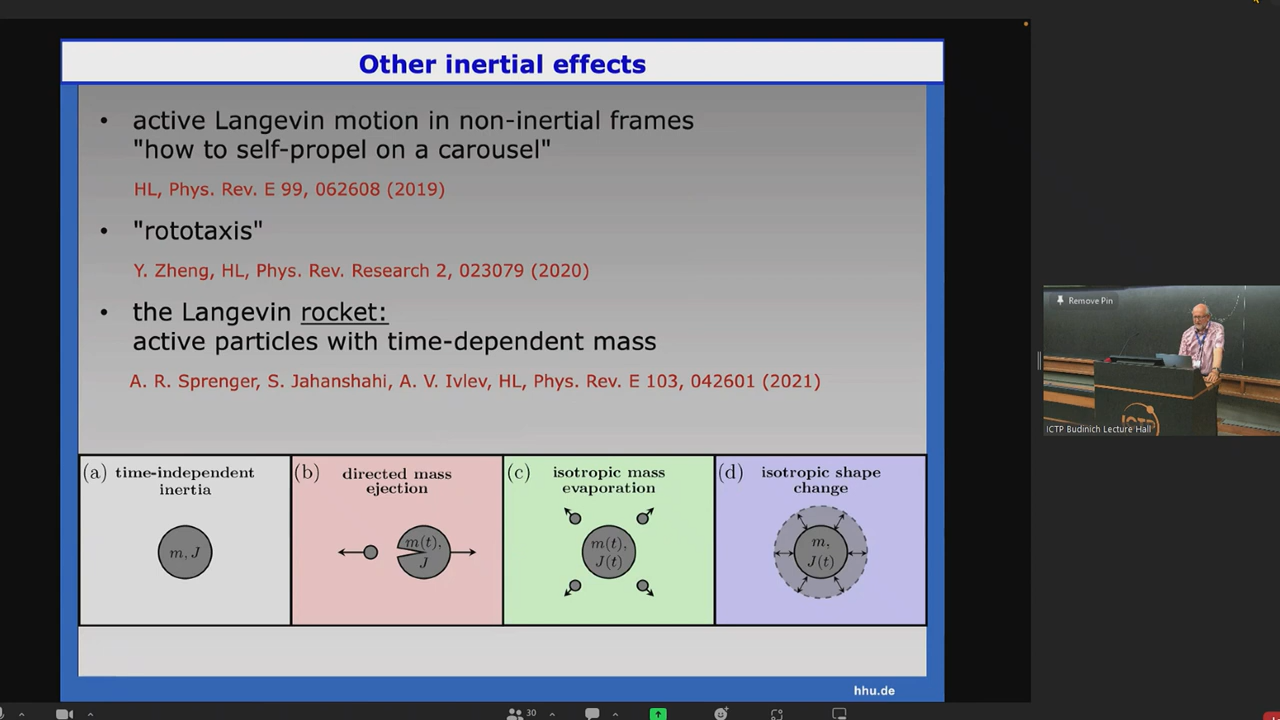 Other inertial effects
• active Langevin motion in non-inertial frames
"how to self-propel on a carousel"
HL, Phys. Rev. E 99, 062608 (2019)
• "rototaxis"
Y. Zheng, HL, Phys. Rev. Research 2, 023079 (2020)
• the Langevin rocket:
active particles with time-dependent mass
A. R. Sprenger, S. Jahanshahi, A. V. Ivlev, HL, Phys. Rev. E 103, 042601 (2021)
(a) time-independent
inertia
m, J
(b) directed mass
ejection
m(t),
J
(c) isotropic mass
evaporation
m(t),
J(t)
(d) isotropic shape
change
m,
J(t)
hhu.de
Remove Pin
ICTP
ICTP Budinich Lecture Hall
30